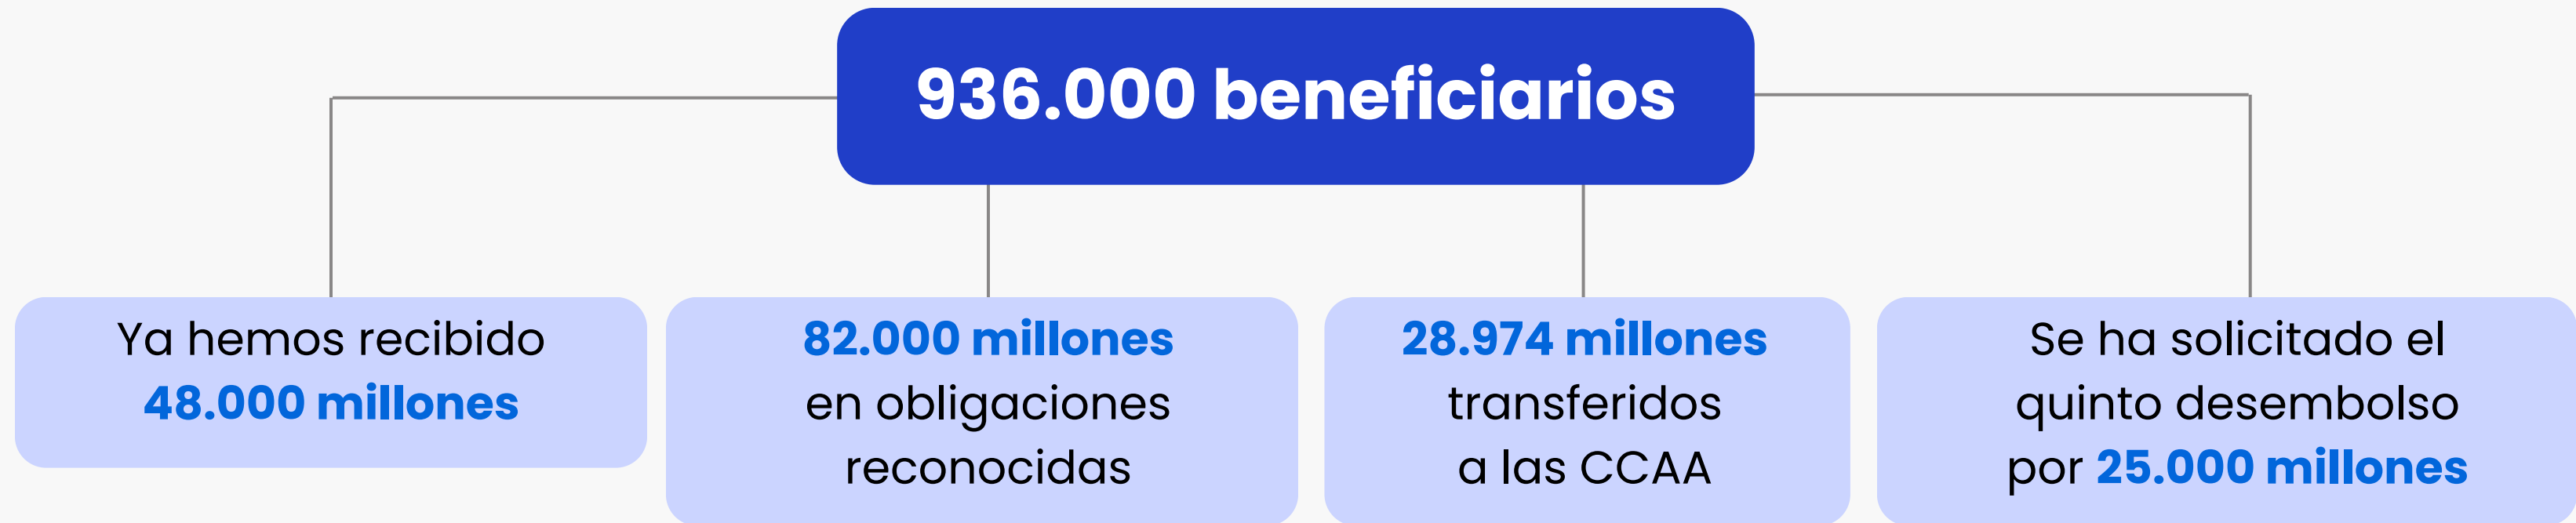 936.000 beneficiarios
Ya hemos recibido
48.000 millones
82.000 millones
en obligaciones
reconocidas
28.974 millones
transferidos
a las CCAA
Se ha solicitado el
quinto desembolso
por 25.000 millones